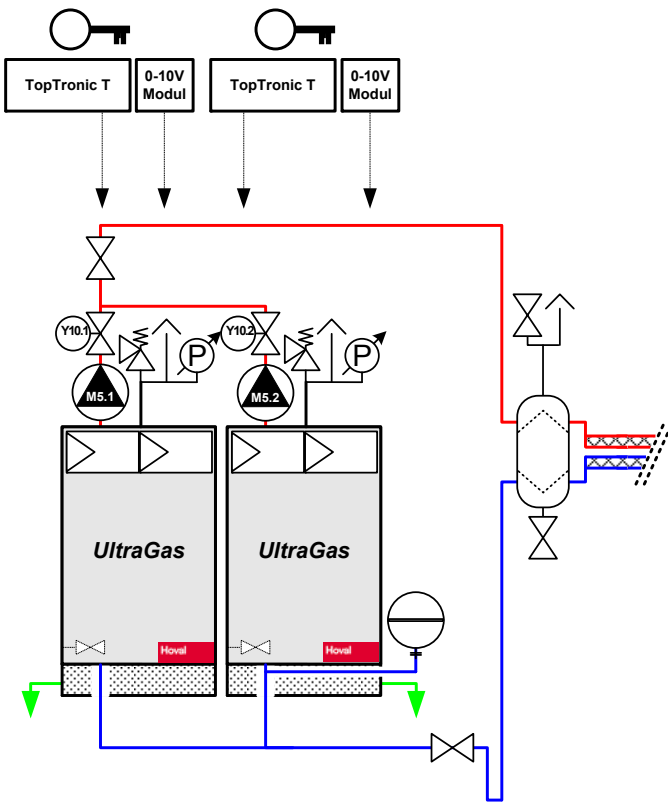 TopTronic T
0-10V
Modul
TopTronic T
0-10V
Modul
Y10.1
P
Y10.2
P
M5.1
M5.2
UltraGas
UltraGas
Hoval
Hoval